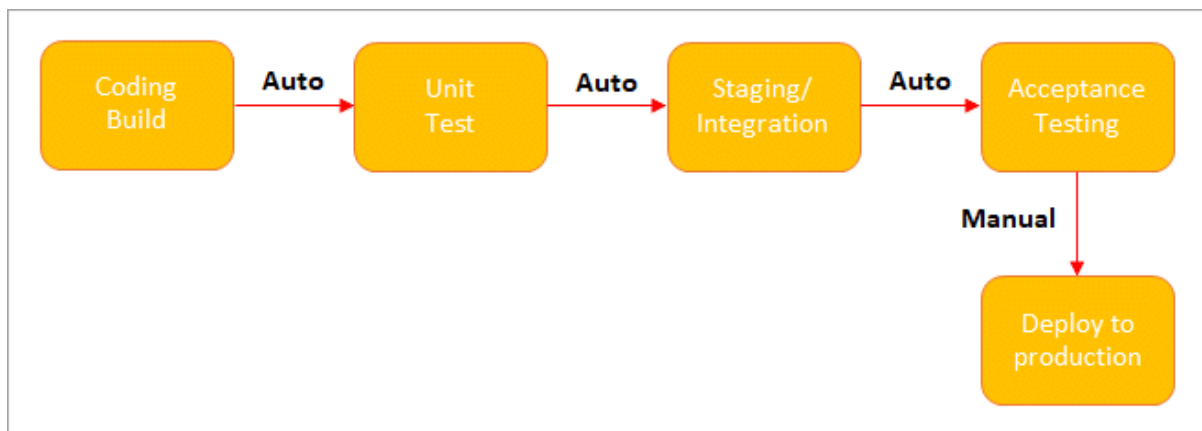 Coding
Build
Auto
Unit
Test
Auto
Staging/
Integration
Auto
Acceptance
Testing
Manual
Deploy to
production